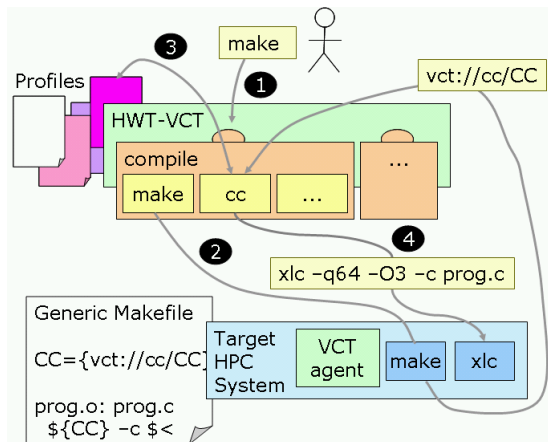 make
3
vct://cc/CC
Profiles
1
HWT-VCT
compile
...
make
cc
...
2
4
xlc –q64 –O3 –c prog.c
Generic Makefile
CC={vct://cc/CC}
prog.o: prog.c
${CC} –c $<
Target
HPC
System
VCT
agent
make
xlc